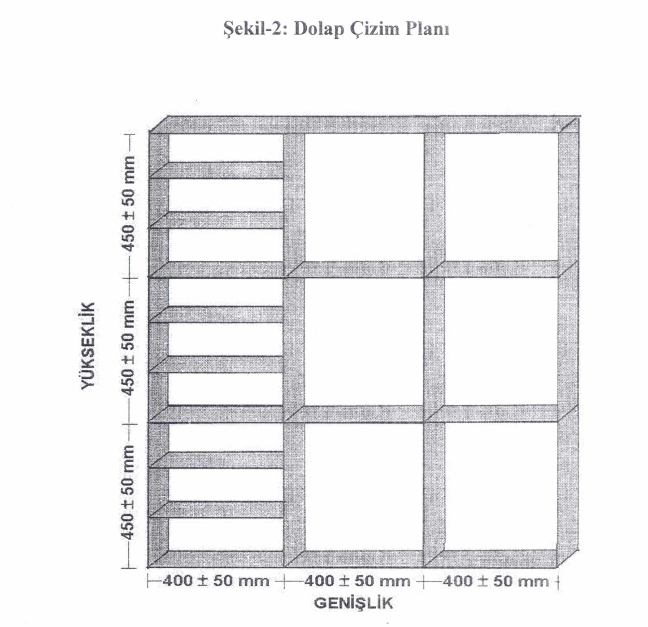 Şekil-2: Dolap Çizim Planı
450 ± 50 mm
450 ± 50 mm
450 ± 50 mm
YÜKSEKLİK
400 ± 50 mm
400 ± 50 mm
400 ± 50 mm
GENİŞLİK